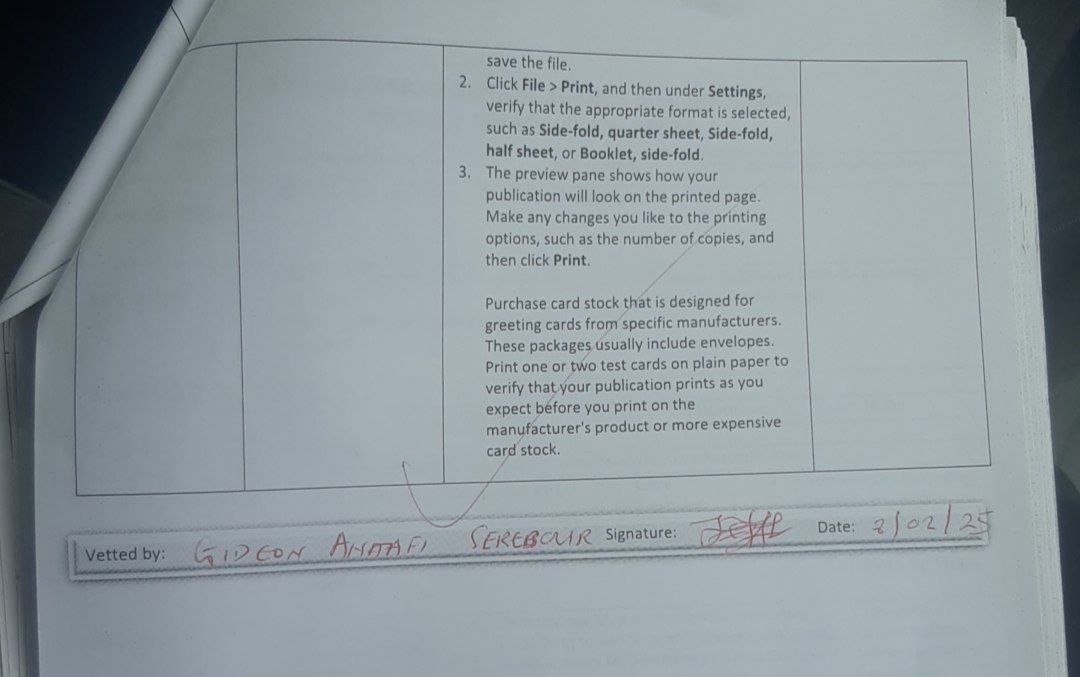 save the file.
2. Click File > Print, and then under Settings,
verify that the appropriate format is selected,
such as Side-fold, quarter sheet, Side-fold,
half sheet, or Booklet, side-fold.
3. The preview pane shows how your
publication will look on the printed page.
Make any changes you like to the printing
options, such as the number of copies, and
then click Print.
Purchase card stock that is designed for
greeting cards from specific manufacturers.
These packages usually include envelopes.
Print one or two test cards on plain paper to
verify that your publication prints as you
expect before you print on the
manufacturer's product or more expensive
card stock.
Vetted by: GIDEON SEREBOUR Signature: Date: 2/02/25